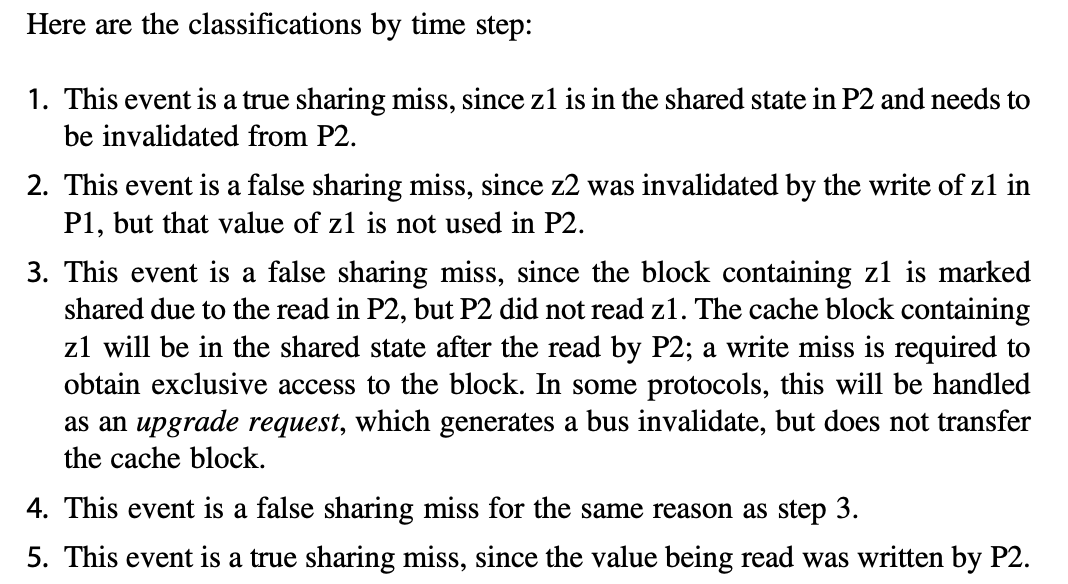 Here are the classifications by time step:
1. This event is a true sharing miss, since z1 is in the shared state in P2 and needs to
be invalidated from P2.
2. This event is a false sharing miss, since z2 was invalidated by the write of z1 in
P1, but that value of z1 is not used in P2.
3. This event is a false sharing miss, since the block containing z1 is marked
shared due to the read in P2, but P2 did not read z1. The cache block containing
z1 will be in the shared state after the read by P2; a write miss is required to
obtain exclusive access to the block. In some protocols, this will be handled
as an upgrade request, which generates a bus invalidate, but does not transfer
the cache block.
4. This event is a false sharing miss for the same reason as step 3.
5. This event is a true sharing miss, since the value being read was written by P2.